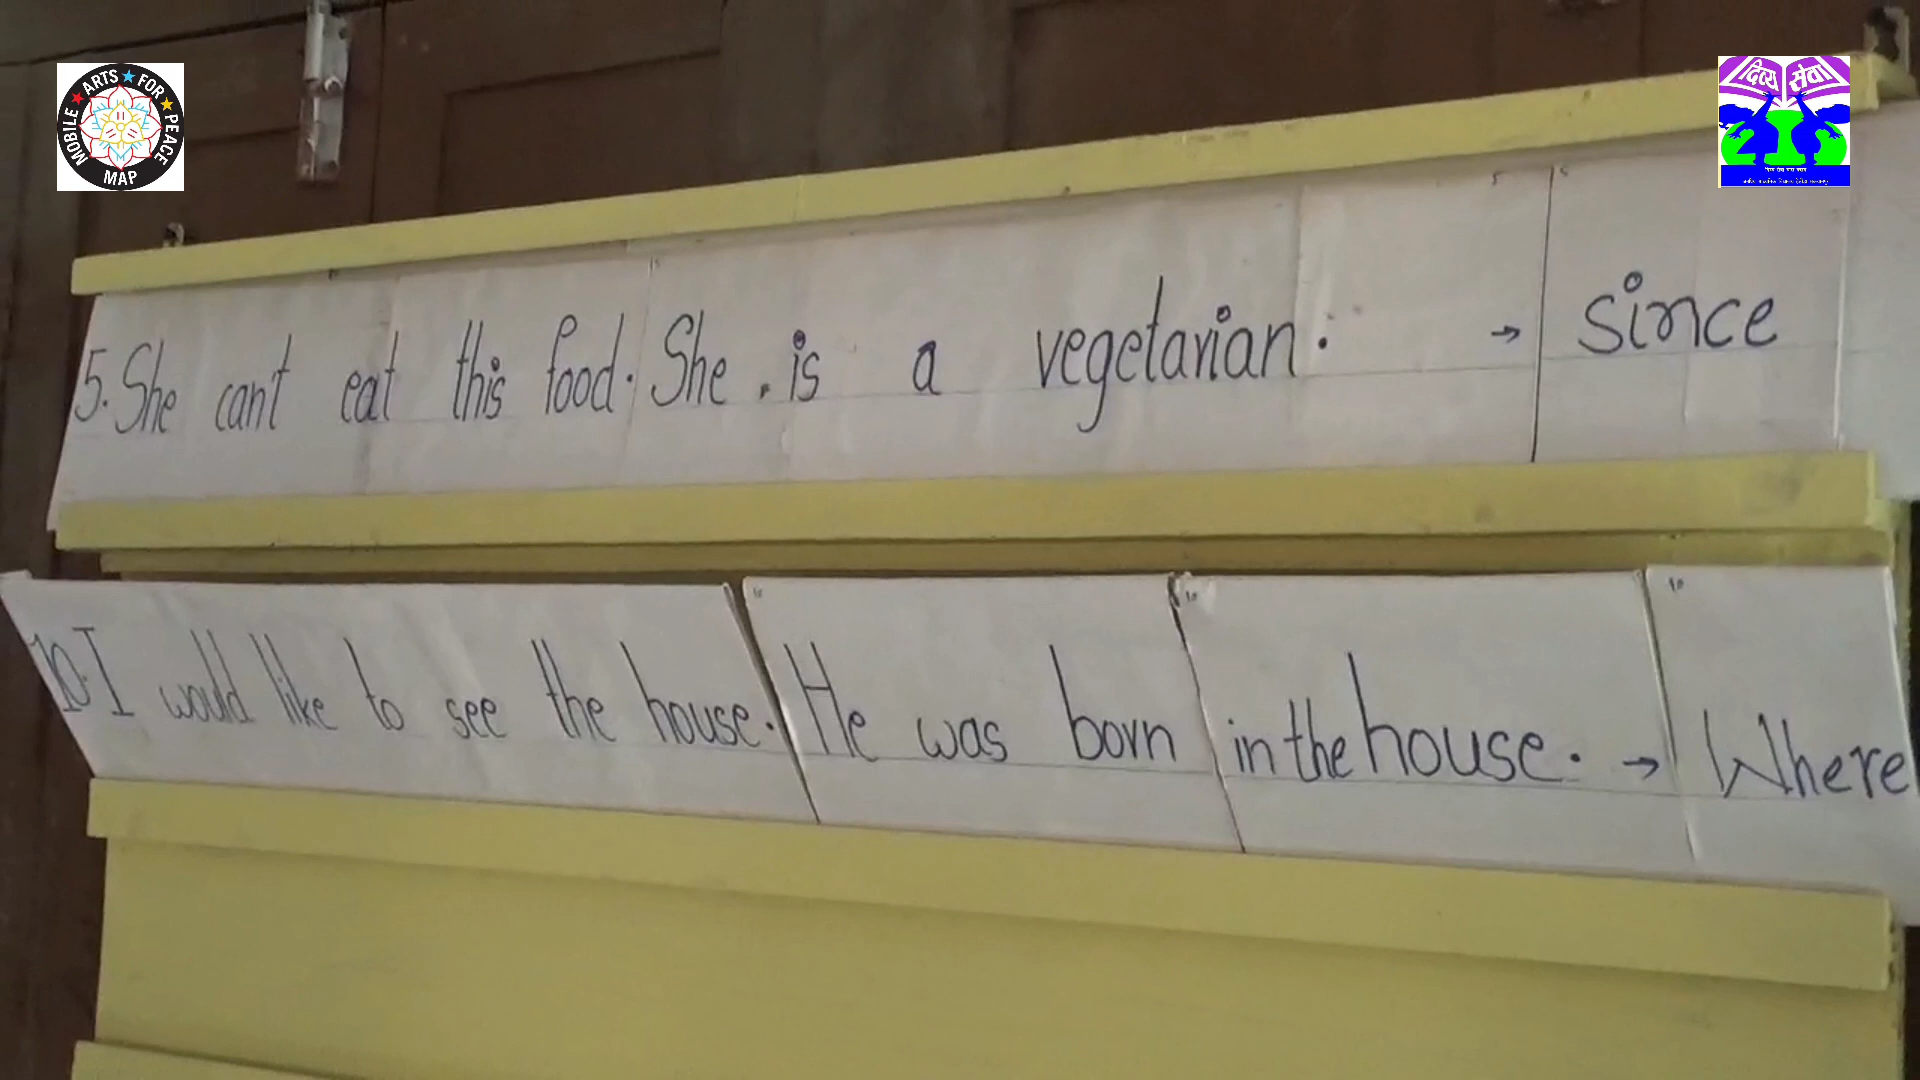 MOBILE ARTS FOR PEACE
MAP
दिव्य सेवा
5. She can't eat this food. She is a vegetarian. → since
10. I would like to see the house. He was born in the house. → Where